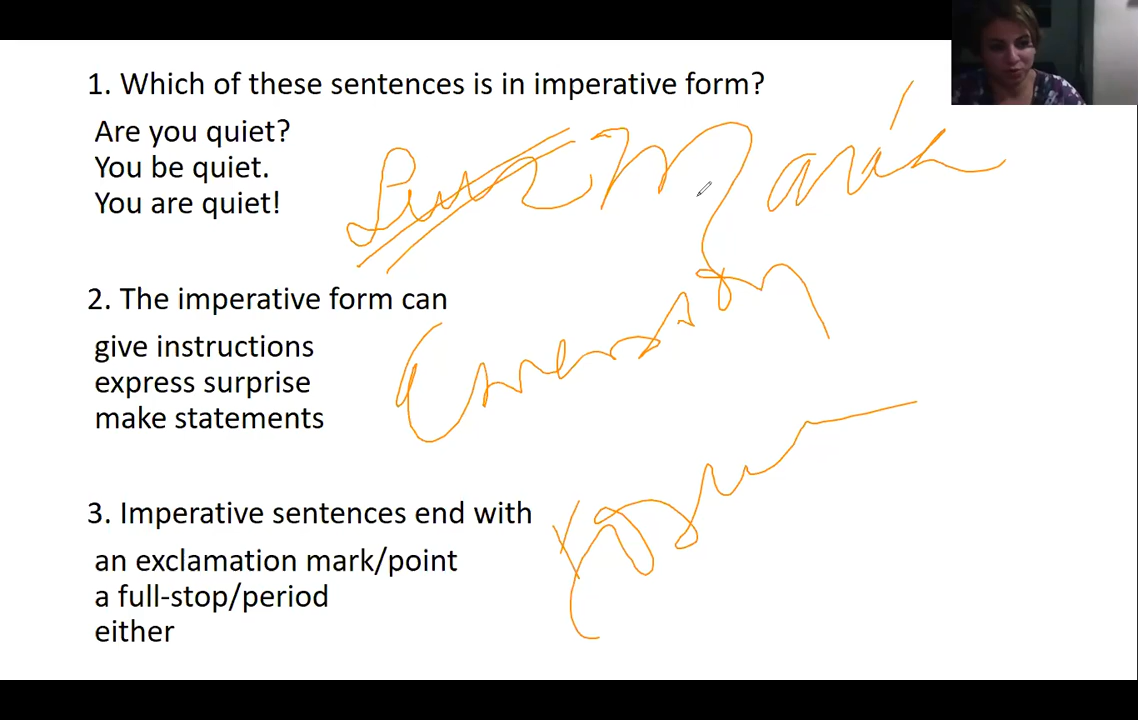 1. Which of these sentences is in imperative form?
Are you quiet?
You be quiet.
You are quiet!
2. The imperative form can
give instructions
express surprise
make statements
3. Imperative sentences end with
an exclamation mark/point
a full-stop/period
either